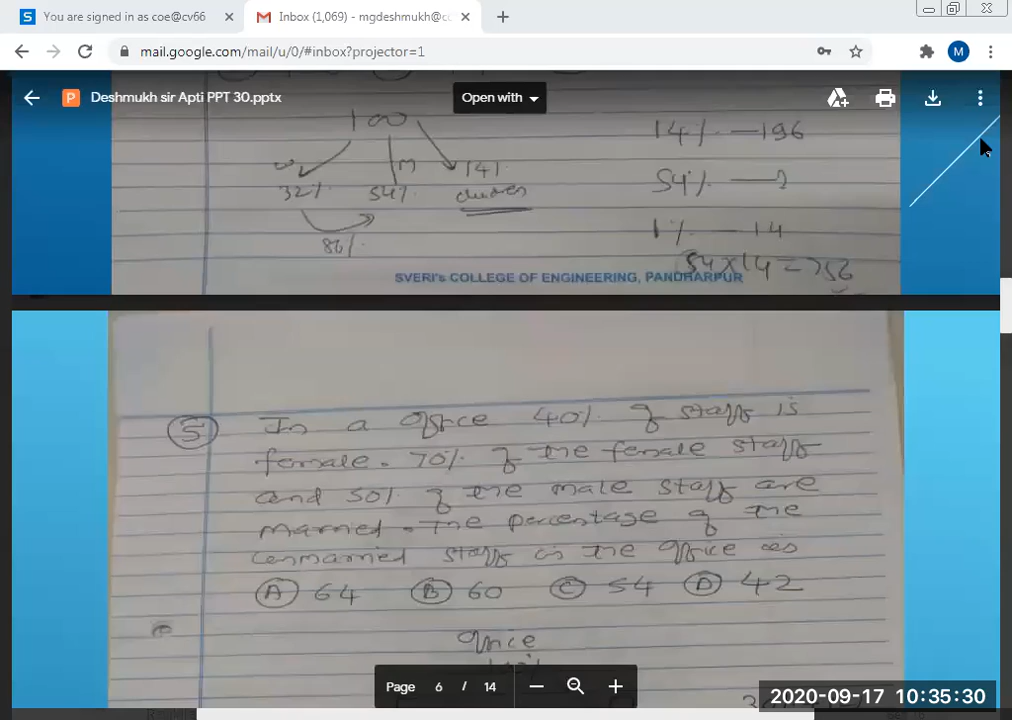 You are signed in as coe@cv66
Inbox (1,069) - mgdeshmukh@c
mail.google.com/mail/u/0/#inbox?projector=1
M
P Deshmukh sir Apti PPT 30.pptx
Open with
100
w
m
32%
54%
14%
children
86%
14% — 196
54% — ?
1% — 14
54x14=756
SVERI's COLLEGE OF ENGINEERING, PANDHARPUR
5 In a office 40% of staff is
female. 70% of the female staff
and 50% of the male staff are
married. The percentage of the
unmarried staff in the office is
A 64 B 60 C 54 D 42
office
Page 6 / 14
2020-09-17 10:35:30